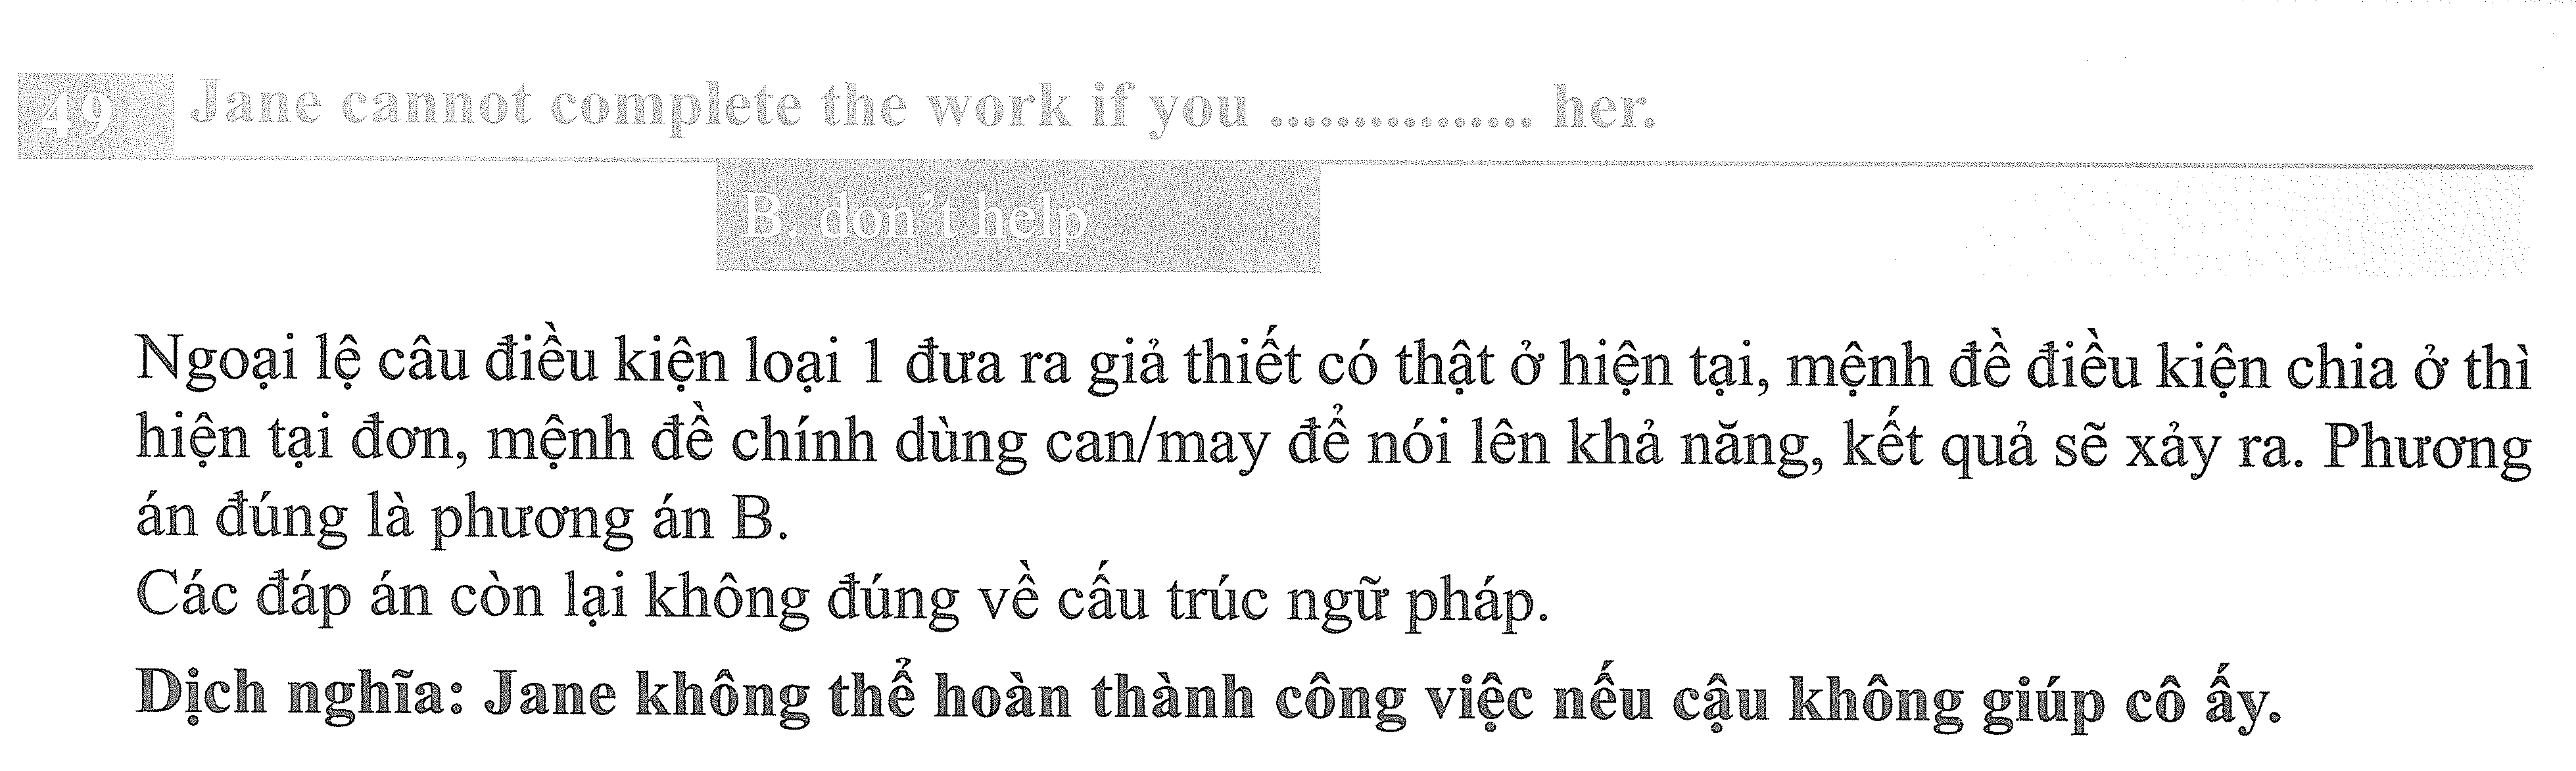 49 Jane cannot complete the work if you ............... her.
B. don't help
Ngoại lệ câu điều kiện loại 1 đưa ra giả thiết có thật ở hiện tại, mệnh đề điều kiện chia ở thì
hiện tại đơn, mệnh đề chính dùng can/may để nói lên khả năng, kết quả sẽ xảy ra. Phương
án đúng là phương án B.
Các đáp án còn lại không đúng về cấu trúc ngữ pháp.
Dịch nghĩa: Jane không thể hoàn thành công việc nếu cậu không giúp cô ấy.